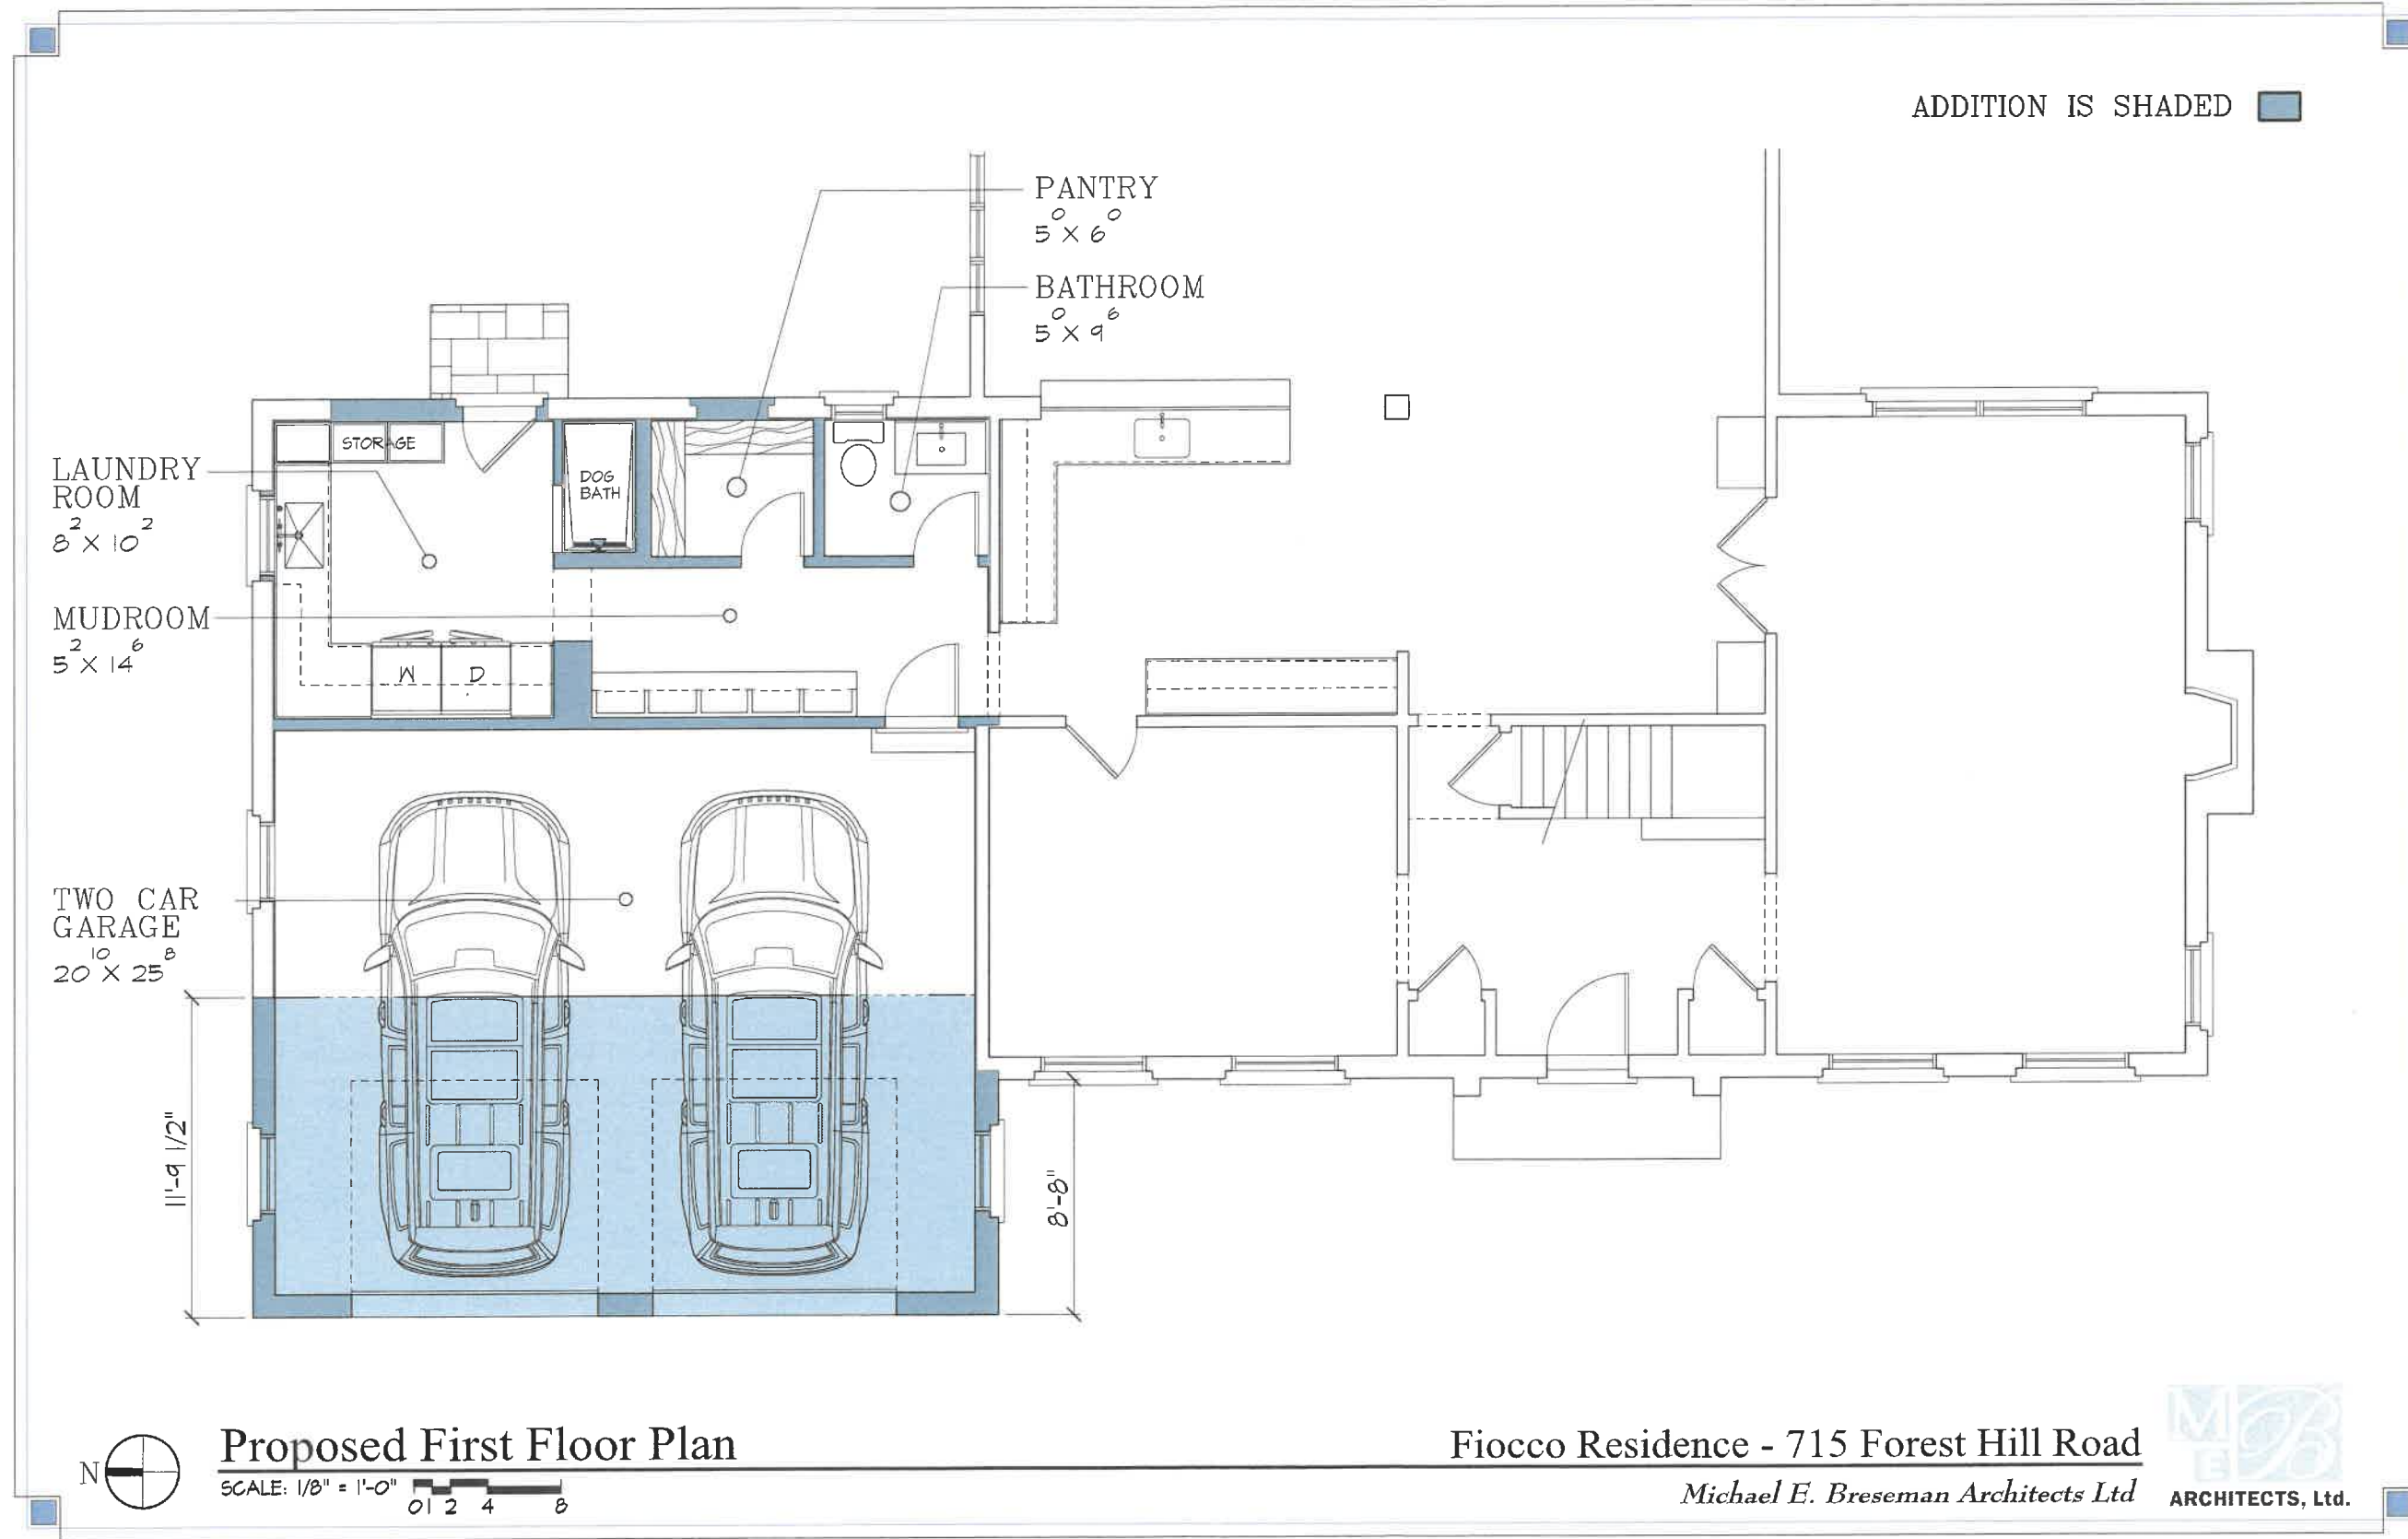 ADDITION IS SHADED
PANTRY
5⁰ X 6⁰
BATHROOM
5⁰ X 9⁶
STORAGE
DOG
BATH
LAUNDRY
ROOM
8² X 10²
MUDROOM
5² X 14⁶
W D
TWO CAR
GARAGE
20¹⁰ X 25⁸
11'-9 1/2"
8'-8"
N
Proposed First Floor Plan
SCALE: 1/8" = 1'-0"
0 1 2 4 8
Fiocco Residence - 715 Forest Hill Road
Michael E. Breseman Architects Ltd
M
E
B
ARCHITECTS, Ltd.